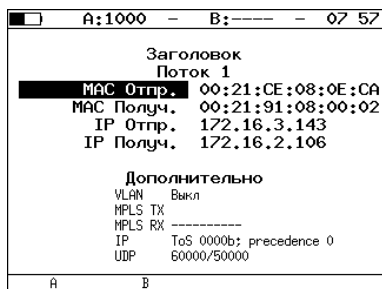 A:1000 – B:---- – 07 57
Заголовок
Поток 1
MAC Отпр. 00:21:CE:08:0E:CA
MAC Получ. 00:21:91:08:00:02
IP Отпр. 172.16.3.143
IP Получ. 172.16.2.106
Дополнительно
VLAN Выкл
MPLS TX
MPLS RX ----------
IP ToS 0000b; precedence 0
UDP 60000/50000
A B